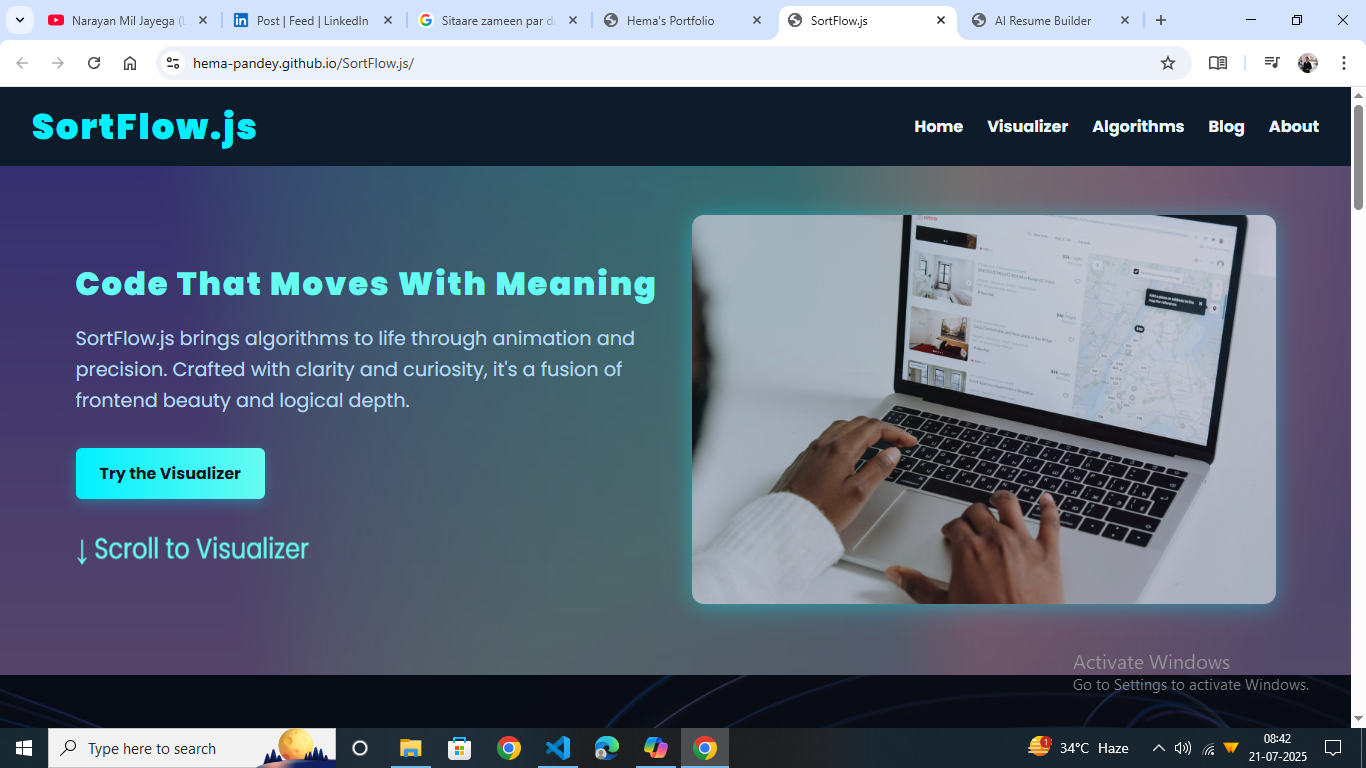 Narayan Mil Jayega (L
Post | Feed | LinkedIn
Sitaare zameen par d
Hema's Portfolio
SortFlow.js
AI Resume Builder
hema-pandey.github.io/SortFlow.js/
SortFlow.js
Home
Visualizer
Algorithms
Blog
About
Code That Moves With Meaning
SortFlow.js brings algorithms to life through animation and
precision. Crafted with clarity and curiosity, it's a fusion of
frontend beauty and logical depth.
Try the Visualizer
↓ Scroll to Visualizer
Activate Windows
Go to Settings to activate Windows.
Type here to search
1
34°C Haze
08:42
21-07-2025